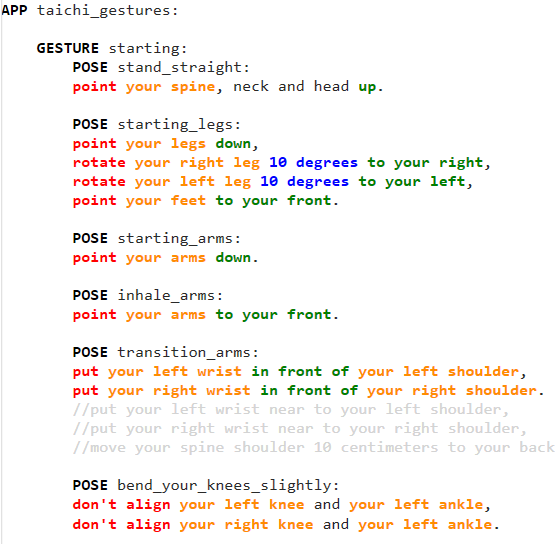 APP taichi_gestures:
GESTURE starting:
POSE stand_straight:
point your spine, neck and head up.
POSE starting_legs:
point your legs down,
rotate your right leg 10 degrees to your right,
rotate your left leg 10 degrees to your left,
point your feet to your front.
POSE starting_arms:
point your arms down.
POSE inhale_arms:
point your arms to your front.
POSE transition_arms:
put your left wrist in front of your left shoulder,
put your right wrist in front of your right shoulder.
//put your left wrist near to your left shoulder,
//put your right wrist near to your right shoulder,
//move your spine shoulder 10 centimeters to your back
POSE bend_your_knees_slightly:
don't align your left knee and your left ankle,
don't align your right knee and your left ankle.